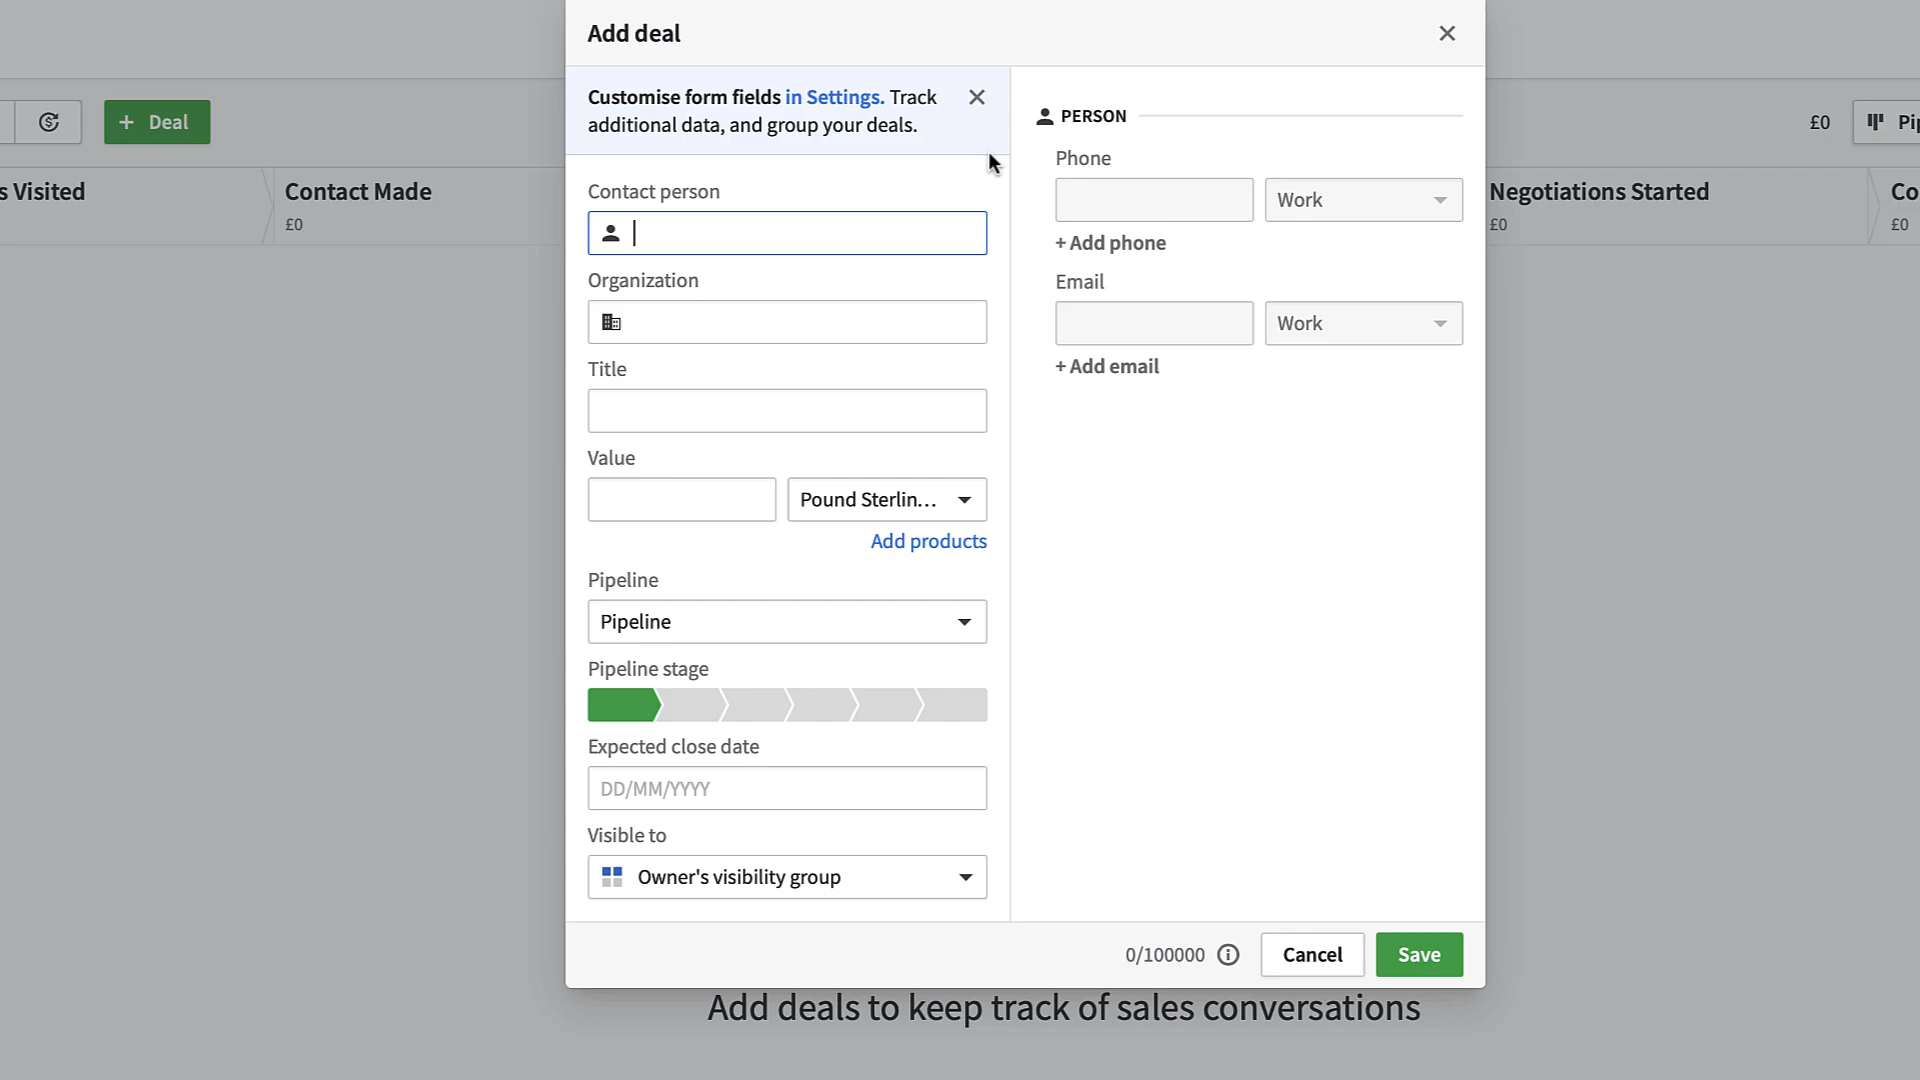 Add deal
Customise form fields in Settings. Track
additional data, and group your deals.
Contact person
Organization
Title
Value
Pound Sterlin...
Add products
Pipeline
Pipeline
Pipeline stage
Expected close date
DD/MM/YYYY
Visible to
Owner's visibility group
PERSON
Phone
Work
+ Add phone
Email
Work
+ Add email
0/100000
Cancel
Save
+ Deal
£0
Pip
s Visited
Contact Made
£0
Negotiations Started
£0
Co
£0
Add deals to keep track of sales conversations